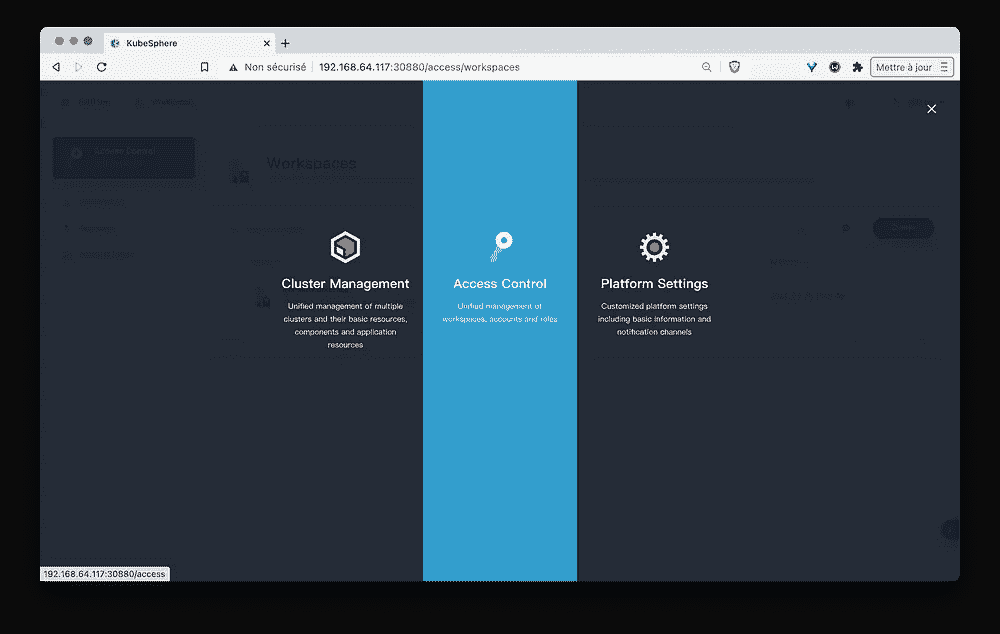 KubeSphere
Non sécurisé
192.168.64.117:30880/access/workspaces
Mettre à jour
Workspaces
Cluster Management
Unified management of multiple
clusters and their basic resources,
components and application
resources
Access Control
Unified management of
workspaces, accounts and roles
Platform Settings
Customized platform settings
including basic information and
notification channels
192.168.64.117:30880/access